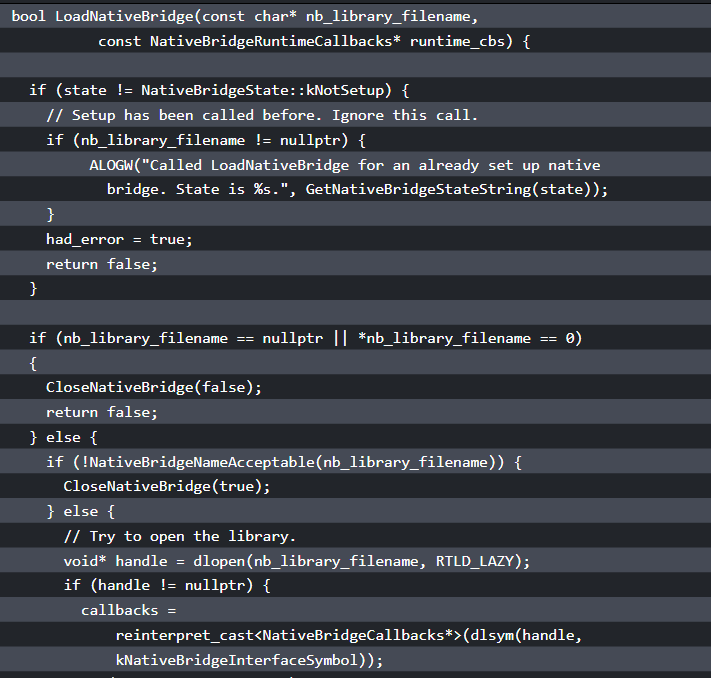 bool LoadNativeBridge(const char* nb_library_filename,
const NativeBridgeRuntimeCallbacks* runtime_cbs) {
if (state != NativeBridgeState::kNotSetup) {
// Setup has been called before. Ignore this call.
if (nb_library_filename != nullptr) {
ALOGW("Called LoadNativeBridge for an already set up native
bridge. State is %s.", GetNativeBridgeStateString(state));
}
had_error = true;
return false;
}
if (nb_library_filename == nullptr || *nb_library_filename == 0)
{
CloseNativeBridge(false);
return false;
} else {
if (!NativeBridgeNameAcceptable(nb_library_filename)) {
CloseNativeBridge(true);
} else {
// Try to open the library.
void* handle = dlopen(nb_library_filename, RTLD_LAZY);
if (handle != nullptr) {
callbacks =
reinterpret_cast<NativeBridgeCallbacks*>(dlsym(handle,
kNativeBridgeInterfaceSymbol));